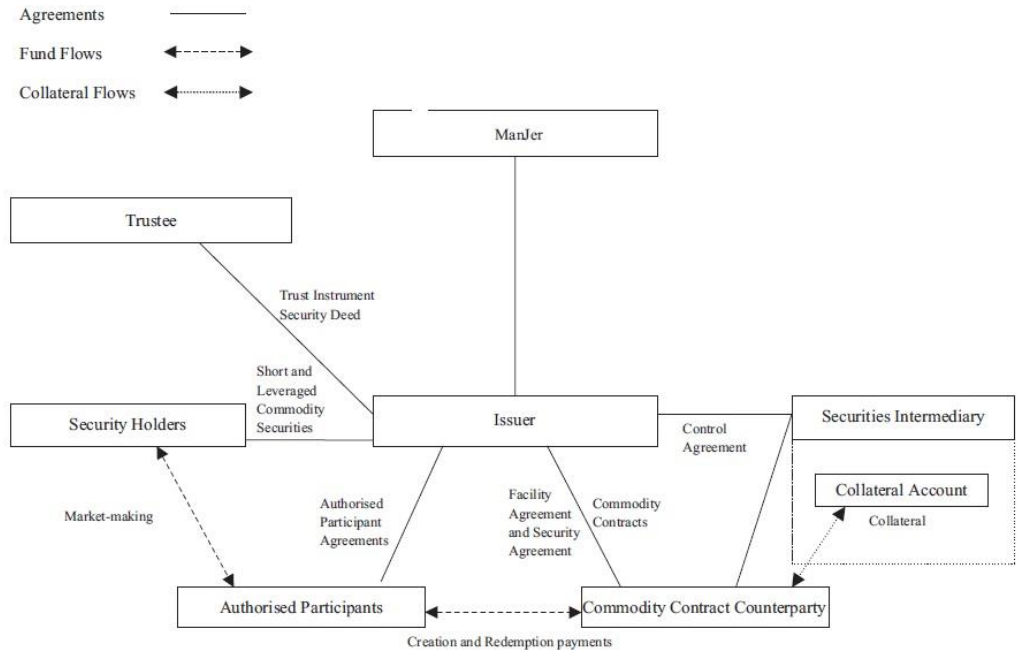 Agreements
Fund Flows
Collateral Flows
ManJer
Trustee
Trust Instrument
Security Deed
Short and
Leveraged
Commodity
Securities
Security Holders
Issuer
Control
Agreement
Securities Intermediary
Collateral Account
Collateral
Market-making
Authorised
Participant
Agreements
Facility
Agreement
and Security
Agreement
Commodity
Contracts
Authorised Participants
Commodity Contract Counterparty
Creation and Redemption payments